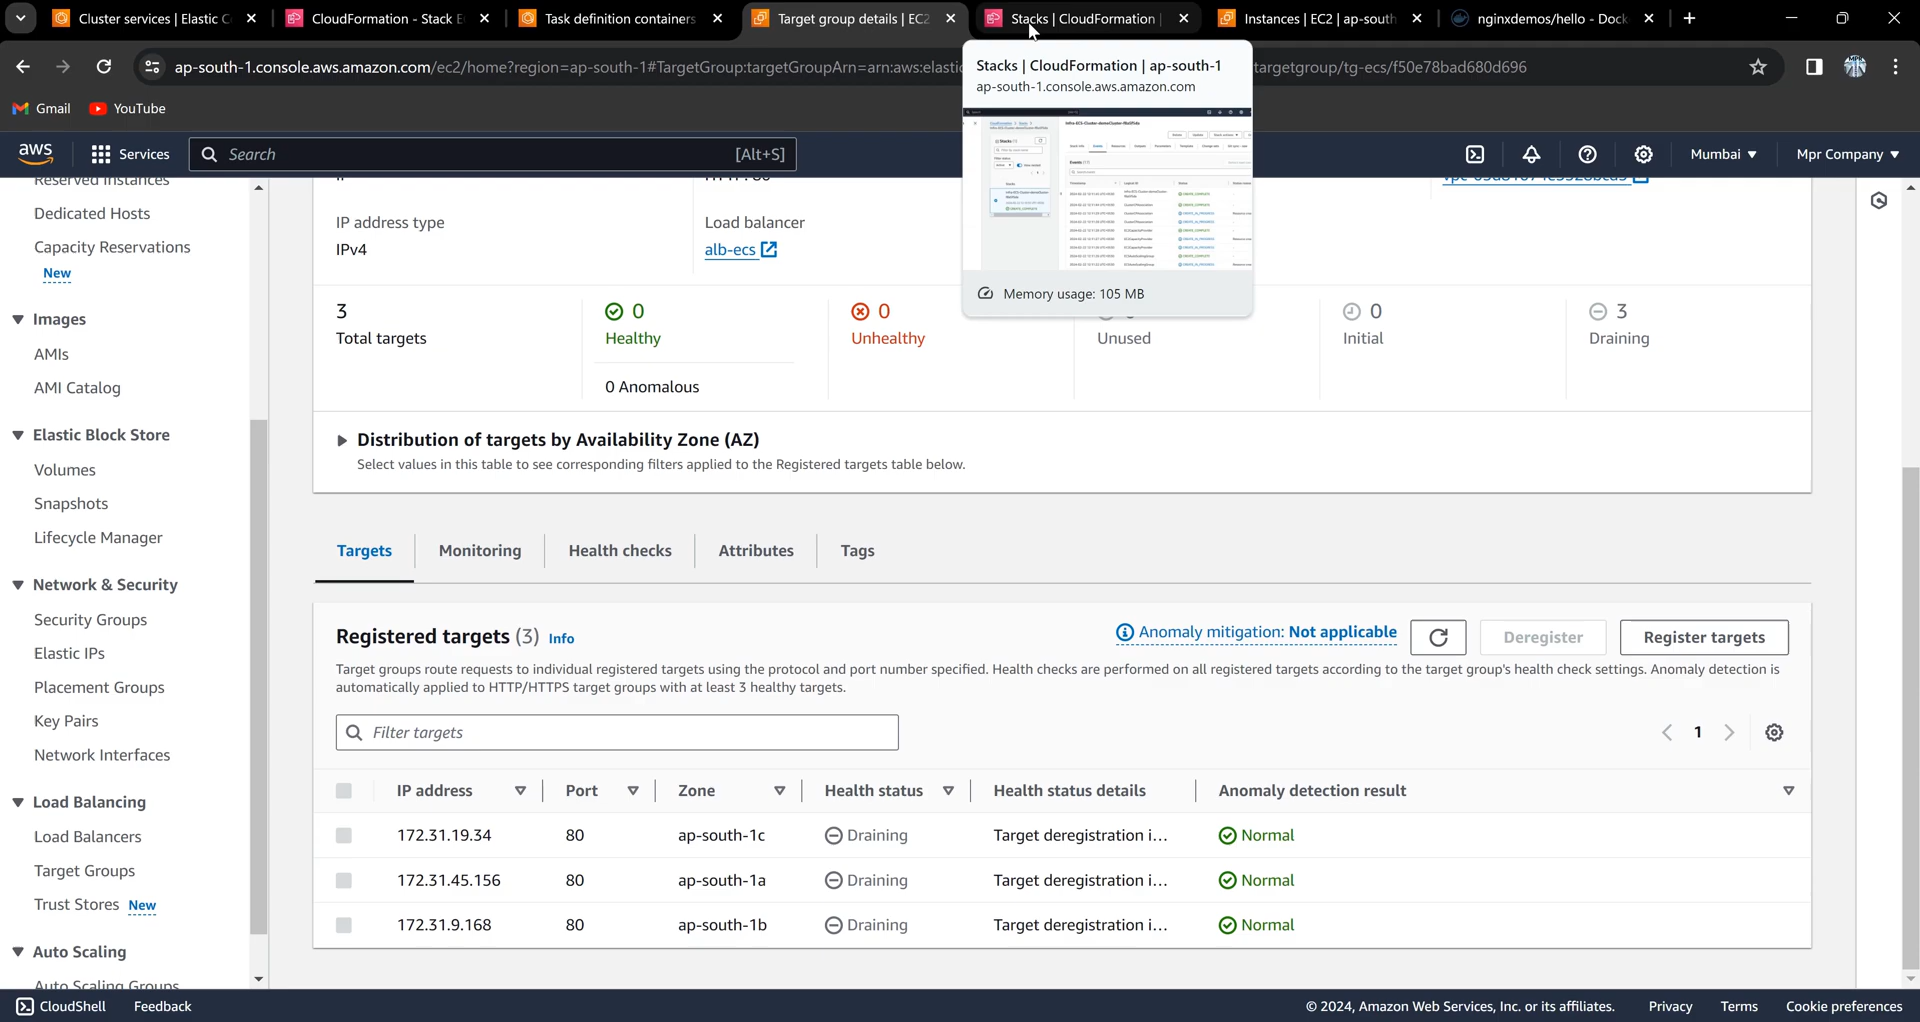 Cluster services | Elastic C
CloudFormation - Stack E
Task definition containers
Target group details | EC2
Stacks | CloudFormation |
Instances | EC2 | ap-south
nginxdemos/hello - Dock
ap-south-1.console.aws.amazon.com/ec2/home?region=ap-south-1#TargetGroup:targetGroupArn=arn:aws:elastic
targetgroup/tg-ecs/f50e78bad680d696
Stacks | CloudFormation | ap-south-1
ap-south-1.console.aws.amazon.com
Memory usage: 105 MB
Gmail
YouTube
aws
Services
Search
[Alt+S]
Mumbai
Mpr Company
Reserved Instances
Dedicated Hosts
Capacity Reservations
New
Images
AMIs
AMI Catalog
Elastic Block Store
Volumes
Snapshots
Lifecycle Manager
Network & Security
Security Groups
Elastic IPs
Placement Groups
Key Pairs
Network Interfaces
Load Balancing
Load Balancers
Target Groups
Trust Stores New
Auto Scaling
Auto Scaling Groups
IP address type
IPv4
Load balancer
alb-ecs
3
Total targets
0
Healthy
0 Anomalous
0
Unhealthy
Unused
0
Initial
3
Draining
Distribution of targets by Availability Zone (AZ)
Select values in this table to see corresponding filters applied to the Registered targets table below.
Targets
Monitoring
Health checks
Attributes
Tags
Registered targets (3) Info
Anomaly mitigation: Not applicable
Deregister
Register targets
Target groups route requests to individual registered targets using the protocol and port number specified. Health checks are performed on all registered targets according to the target group's health check settings. Anomaly detection is
automatically applied to HTTP/HTTPS target groups with at least 3 healthy targets.
Filter targets
1
IP address Port Zone Health status Health status details Anomaly detection result
172.31.19.34 80 ap-south-1c Draining Target deregistration i... Normal
172.31.45.156 80 ap-south-1a Draining Target deregistration i... Normal
172.31.9.168 80 ap-south-1b Draining Target deregistration i... Normal
CloudShell
Feedback
© 2024, Amazon Web Services, Inc. or its affiliates.
Privacy
Terms
Cookie preferences